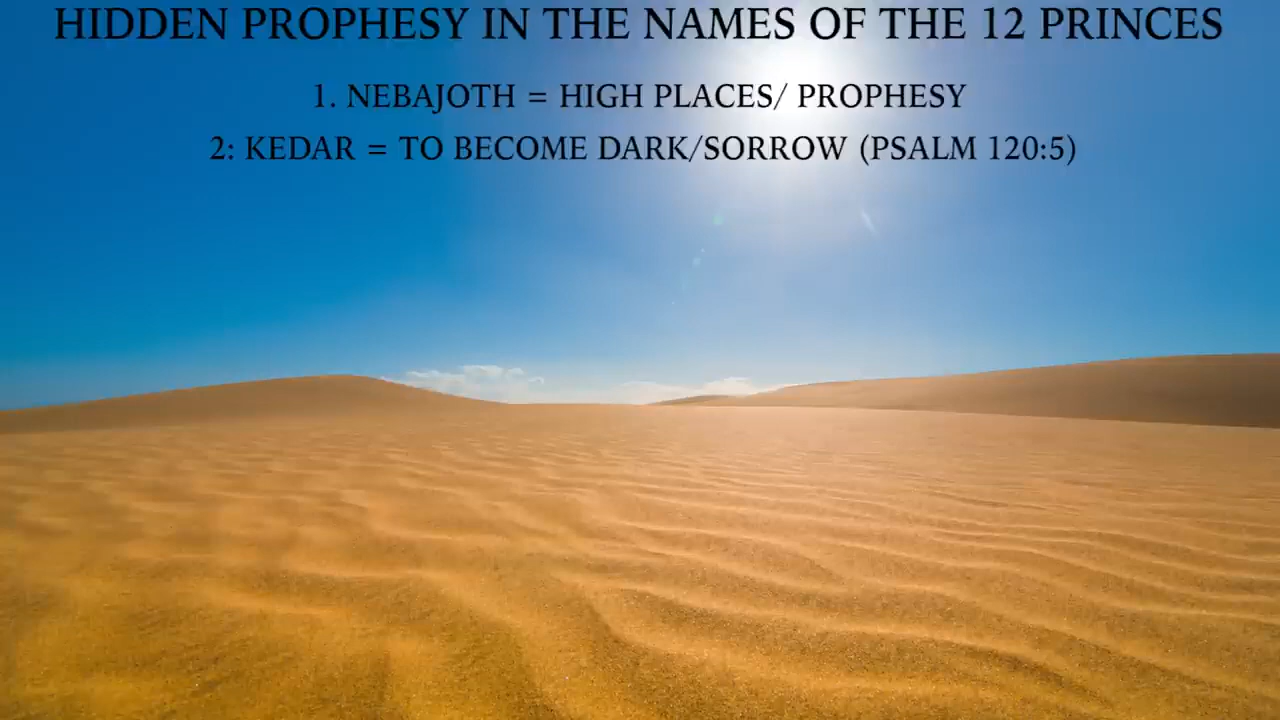 HIDDEN PROPHESY IN THE NAMES OF THE 12 PRINCES
1. NEBAJOTH = HIGH PLACES/ PROPHESY
2: KEDAR = TO BECOME DARK/SORROW (PSALM 120:5)